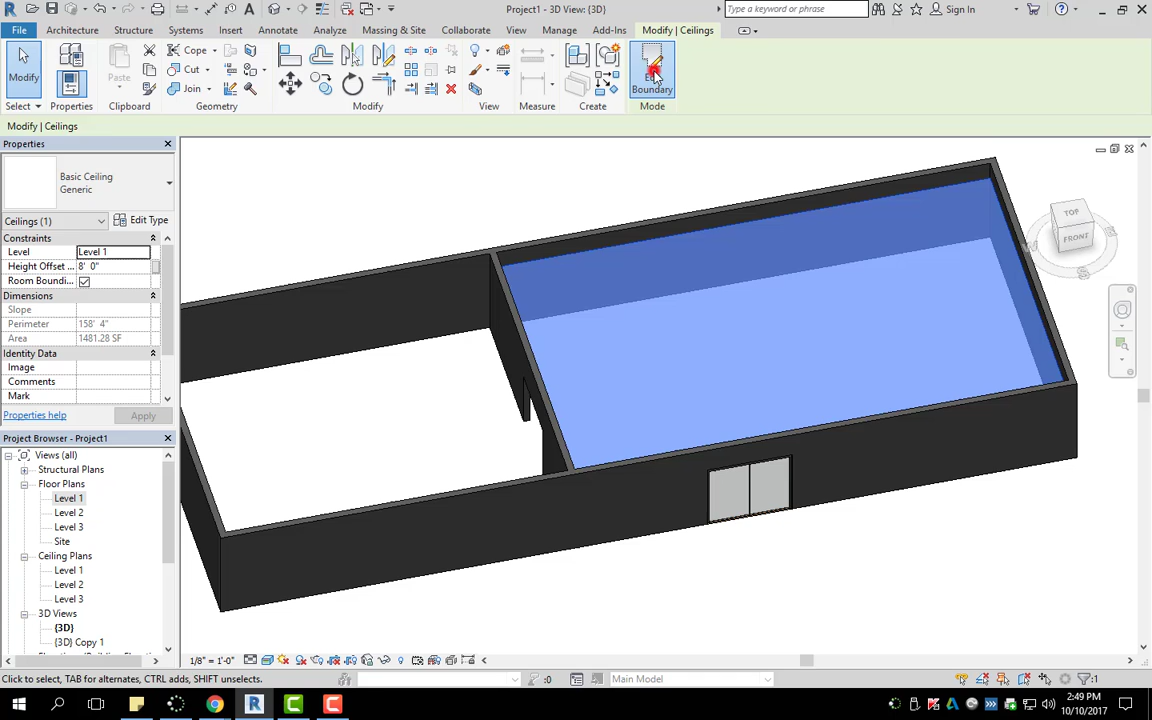 Project1 - 3D View: {3D}
Type a keyword or phrase
Sign In
File
Architecture
Structure
Systems
Insert
Annotate
Analyze
Massing & Site
Collaborate
View
Manage
Add-Ins
Modify | Ceilings
Modify
Paste
Cope
Cut
Join
Boundary
Select
Properties
Clipboard
Geometry
Modify
View
Measure
Create
Mode
Modify | Ceilings
Properties
Basic Ceiling
Generic
Ceilings (1)
Edit Type
Constraints
Level
Level 1
Height Offset ...
8' 0"
Room Boundi...
Dimensions
Slope
Perimeter
158' 4"
Area
1481.28 SF
Identity Data
Image
Comments
Mark
Properties help
Apply
Project Browser - Project1
Views (all)
Structural Plans
Floor Plans
Level 1
Level 2
Level 3
Site
Ceiling Plans
Level 1
Level 2
Level 3
3D Views
{3D}
{3D} Copy 1
TOP
FRONT
1/8" = 1'-0"
Click to select, TAB for alternates, CTRL adds, SHIFT unselects.
:0
Main Model
:1
2:49 PM
10/10/2017